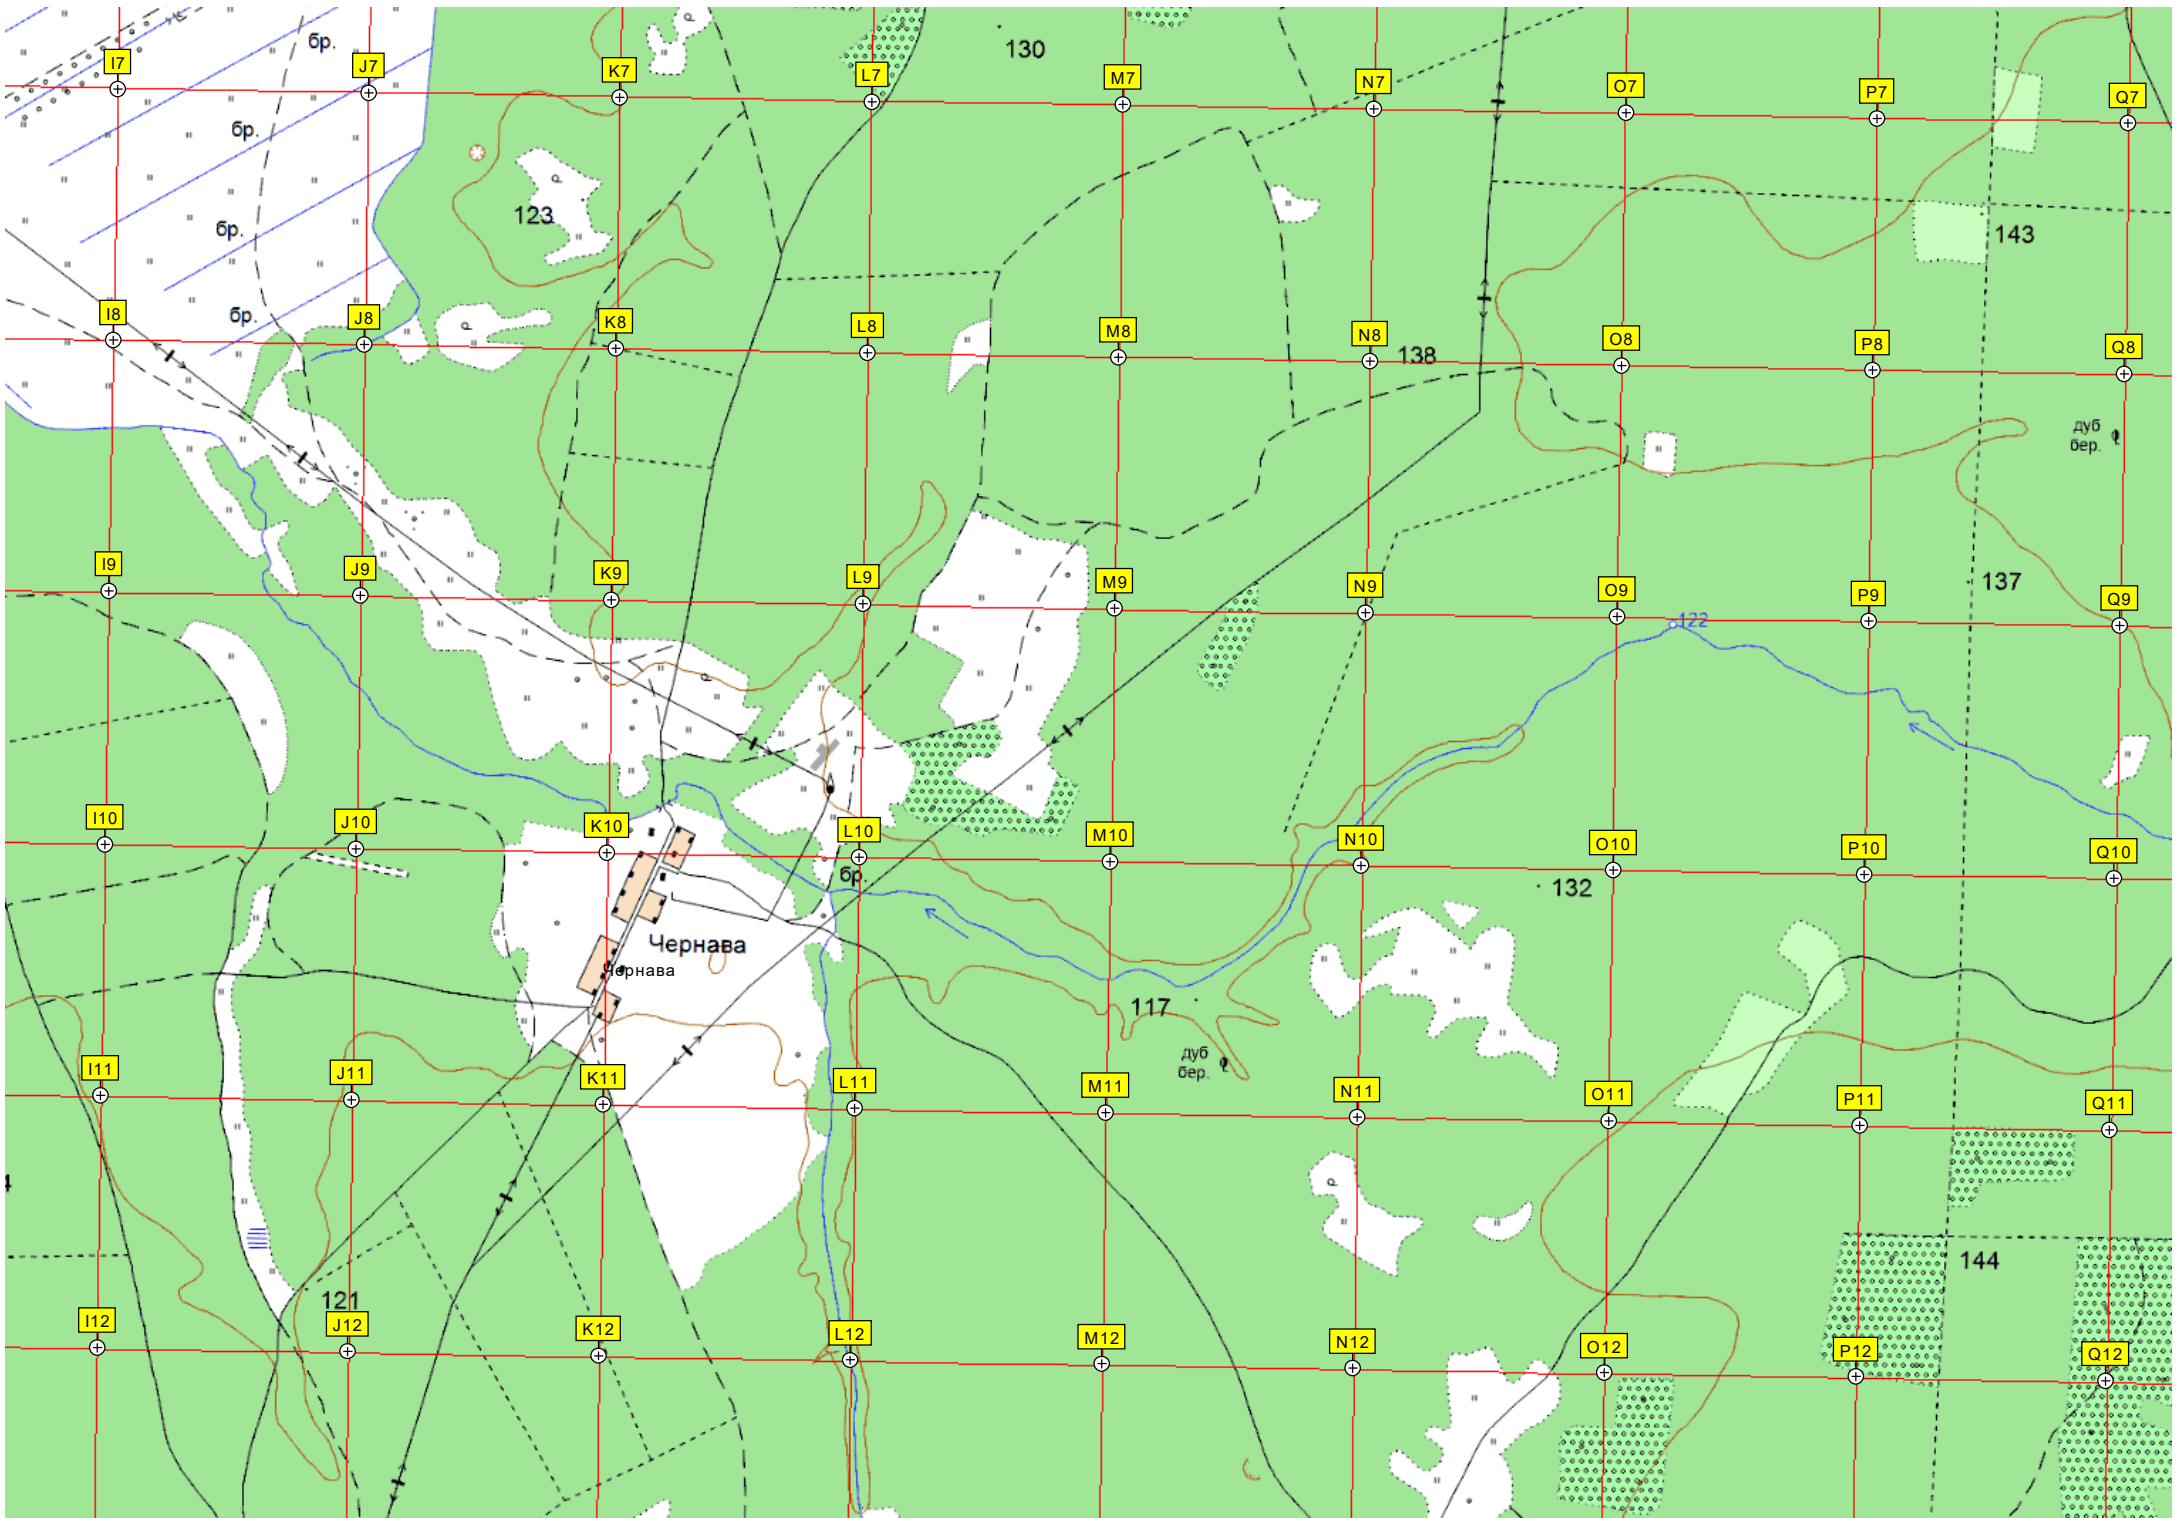 бр.
130
I7
J7
K7
L7
M7
N7
O7
P7
Q7
бр.
123
бр.
143
бр.
I8
J8
K8
L8
M8
N8
138
O8
P8
Q8
дуб
бер.
I9
J9
K9
L9
M9
N9
O9
P9
137
Q9
122
I10
J10
K10
L10
M10
N10
O10
P10
Q10
бр.
132
Чернава
Чернава
117
дуб
бер.
I11
J11
K11
L11
M11
N11
O11
P11
Q11
4
144
121
I12
J12
K12
L12
M12
N12
O12
P12
Q12